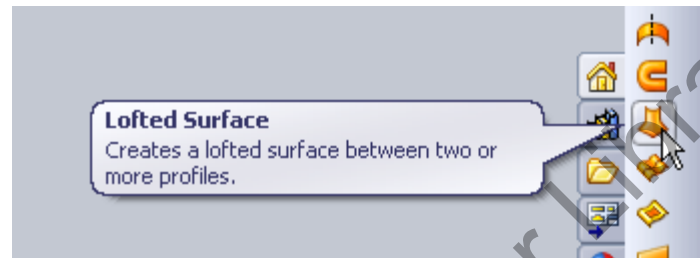 Lofted Surface
Creates a lofted surface between two or
more profiles.